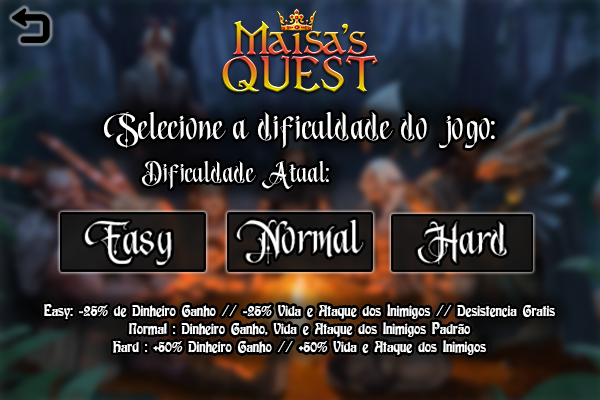 Maisa's
Quest
Selecione a dificuldade do jogo:
Dificuldade Atual:
Easy
Normal
Hard
Easy: -25% de Dinheiro Ganho // -25% Vida e Ataque dos Inimigos // Desistencia Gratis
Normal : Dinheiro Ganho, Vida e Ataque dos Inimigos Padrão
Hard : +50% Dinheiro Ganho // +50% Vida e Ataque dos Inimigos